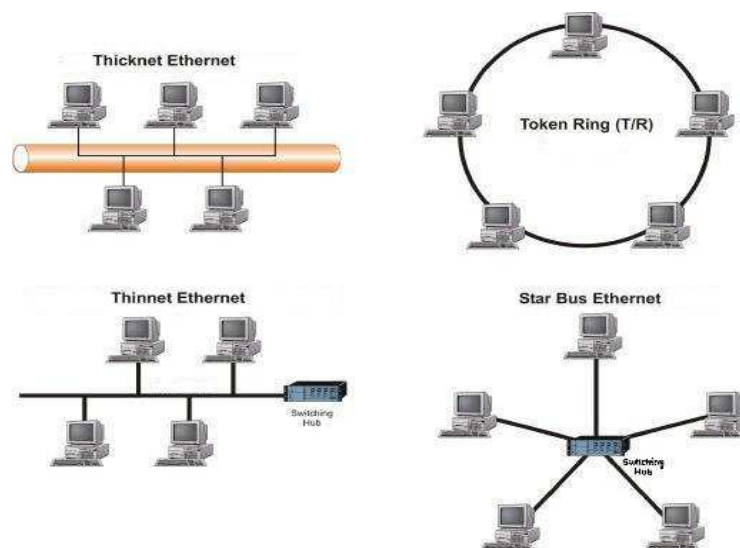 Thicknet Ethernet
Token Ring (T/R)
Thinnet Ethernet
Switching
Hub
Star Bus Ethernet
Switching
Hub